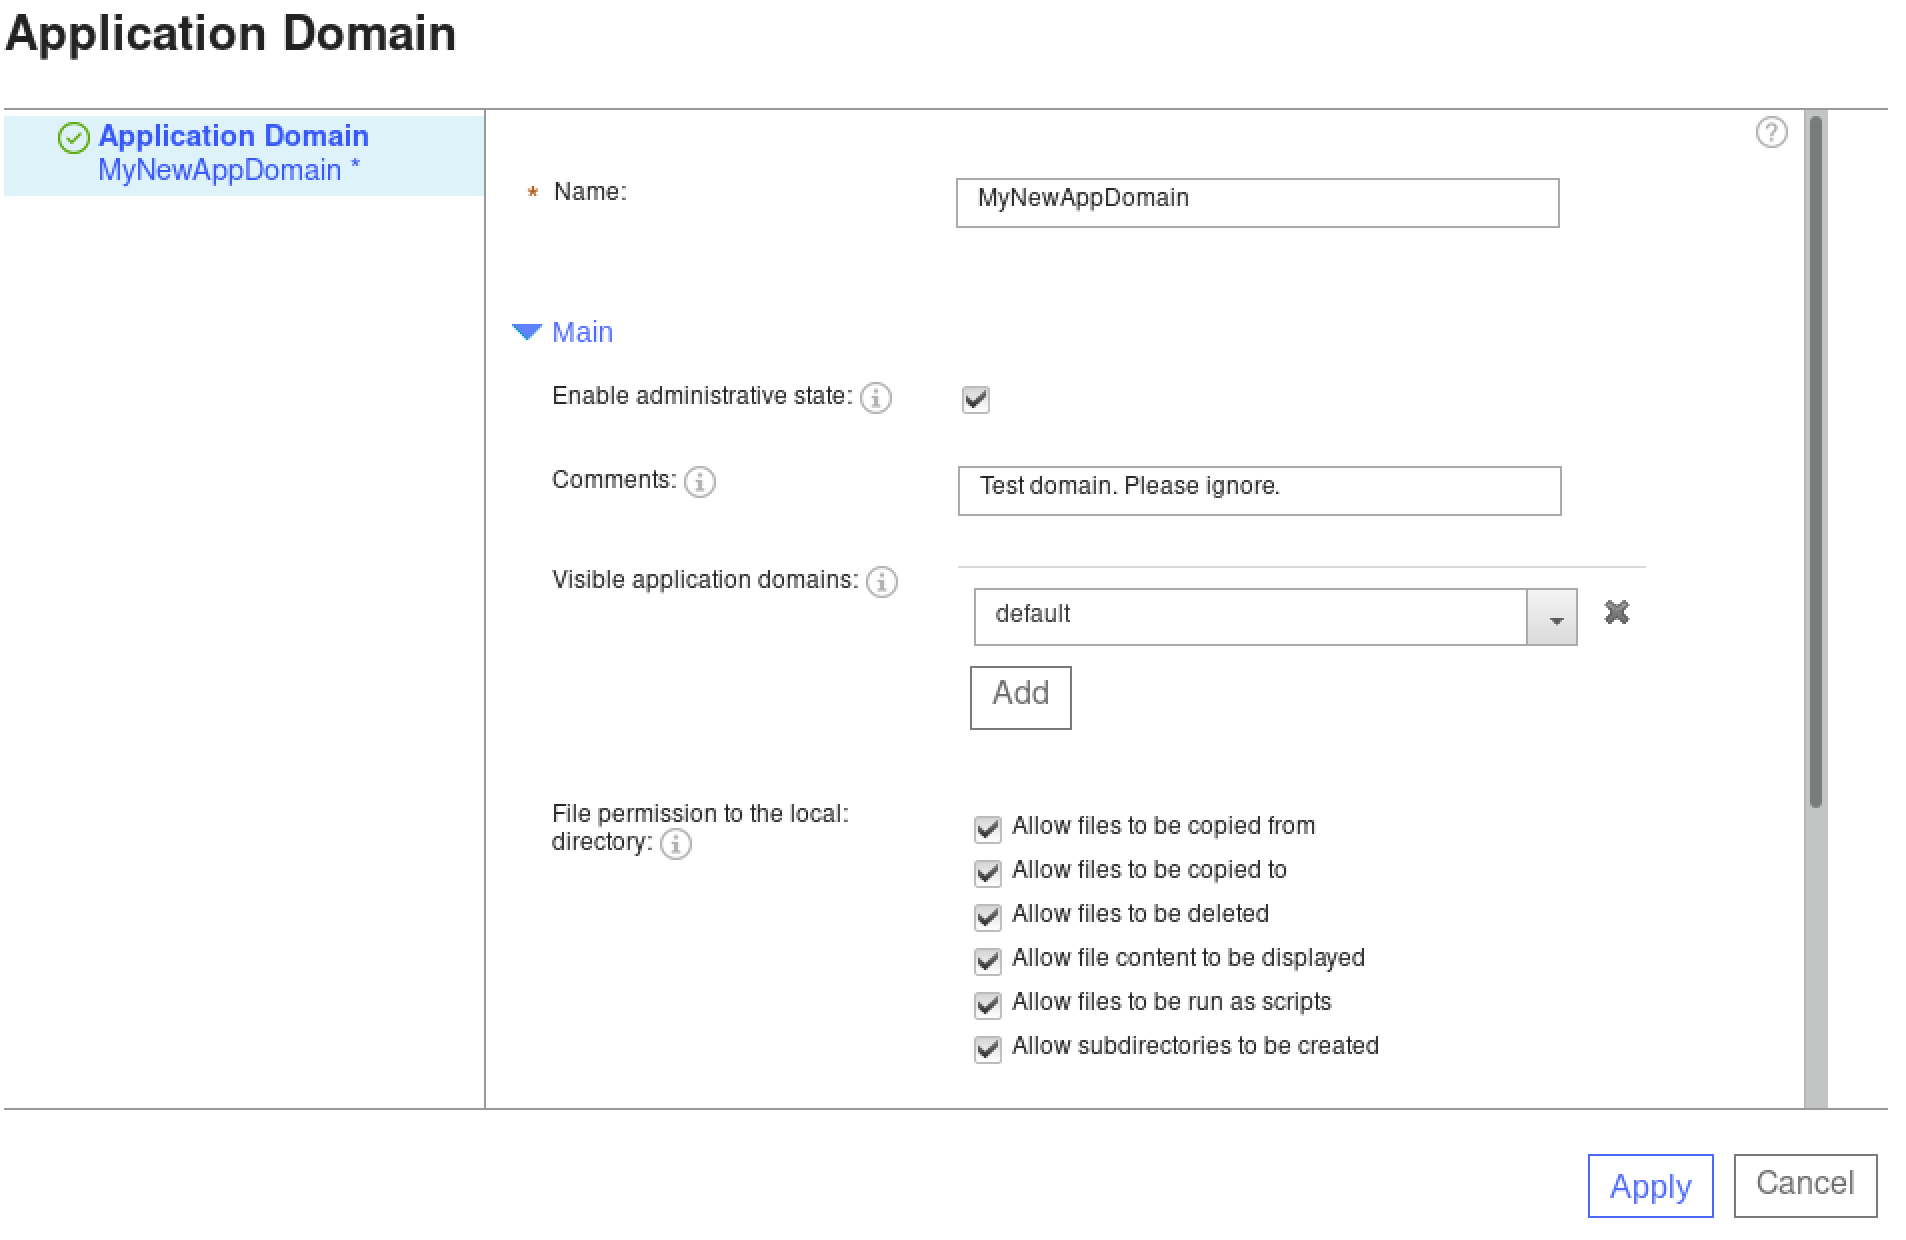 Application Domain
Application Domain
MyNewAppDomain *
?
* Name:
MyNewAppDomain
Main
Enable administrative state: i
Comments: i
Test domain. Please ignore.
Visible application domains: i
default
Add
File permission to the local:
directory: i
Allow files to be copied from
Allow files to be copied to
Allow files to be deleted
Allow file content to be displayed
Allow files to be run as scripts
Allow subdirectories to be created
Apply
Cancel